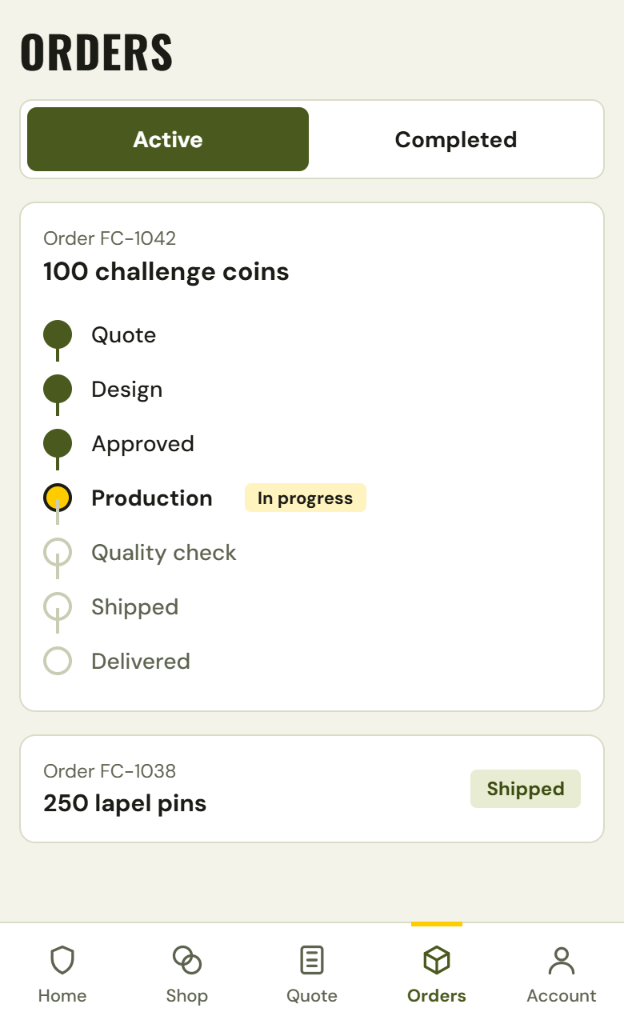 ORDERS
Active
Completed
Order FC-1042
100 challenge coins
Quote
Design
Approved
Production
In progress
Quality check
Shipped
Delivered
Order FC-1038
250 lapel pins
Shipped
Home
Shop
Quote
Orders
Account